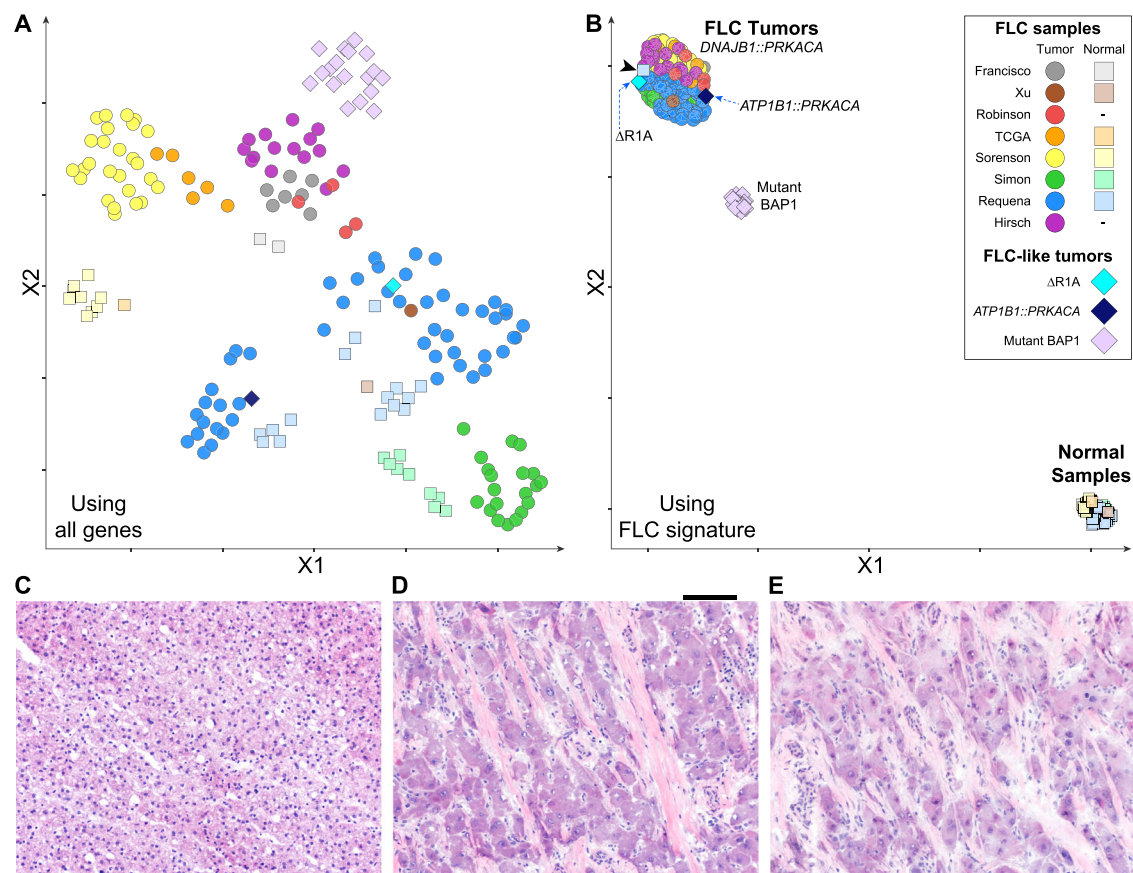 A
X2
Using
all genes
X1
B
FLC Tumors
DNAJB1::PRKACA
ATP1B1::PRKACA
ΔR1A
Mutant
BAP1
X2
Normal
Samples
Using
FLC signature
X1
FLC samples
Tumor Normal
Francisco
Xu
Robinson -
TCGA
Sorenson
Simon
Requena
Hirsch -
FLC-like tumors
ΔR1A
ATP1B1::PRKACA
Mutant BAP1
C
D
E